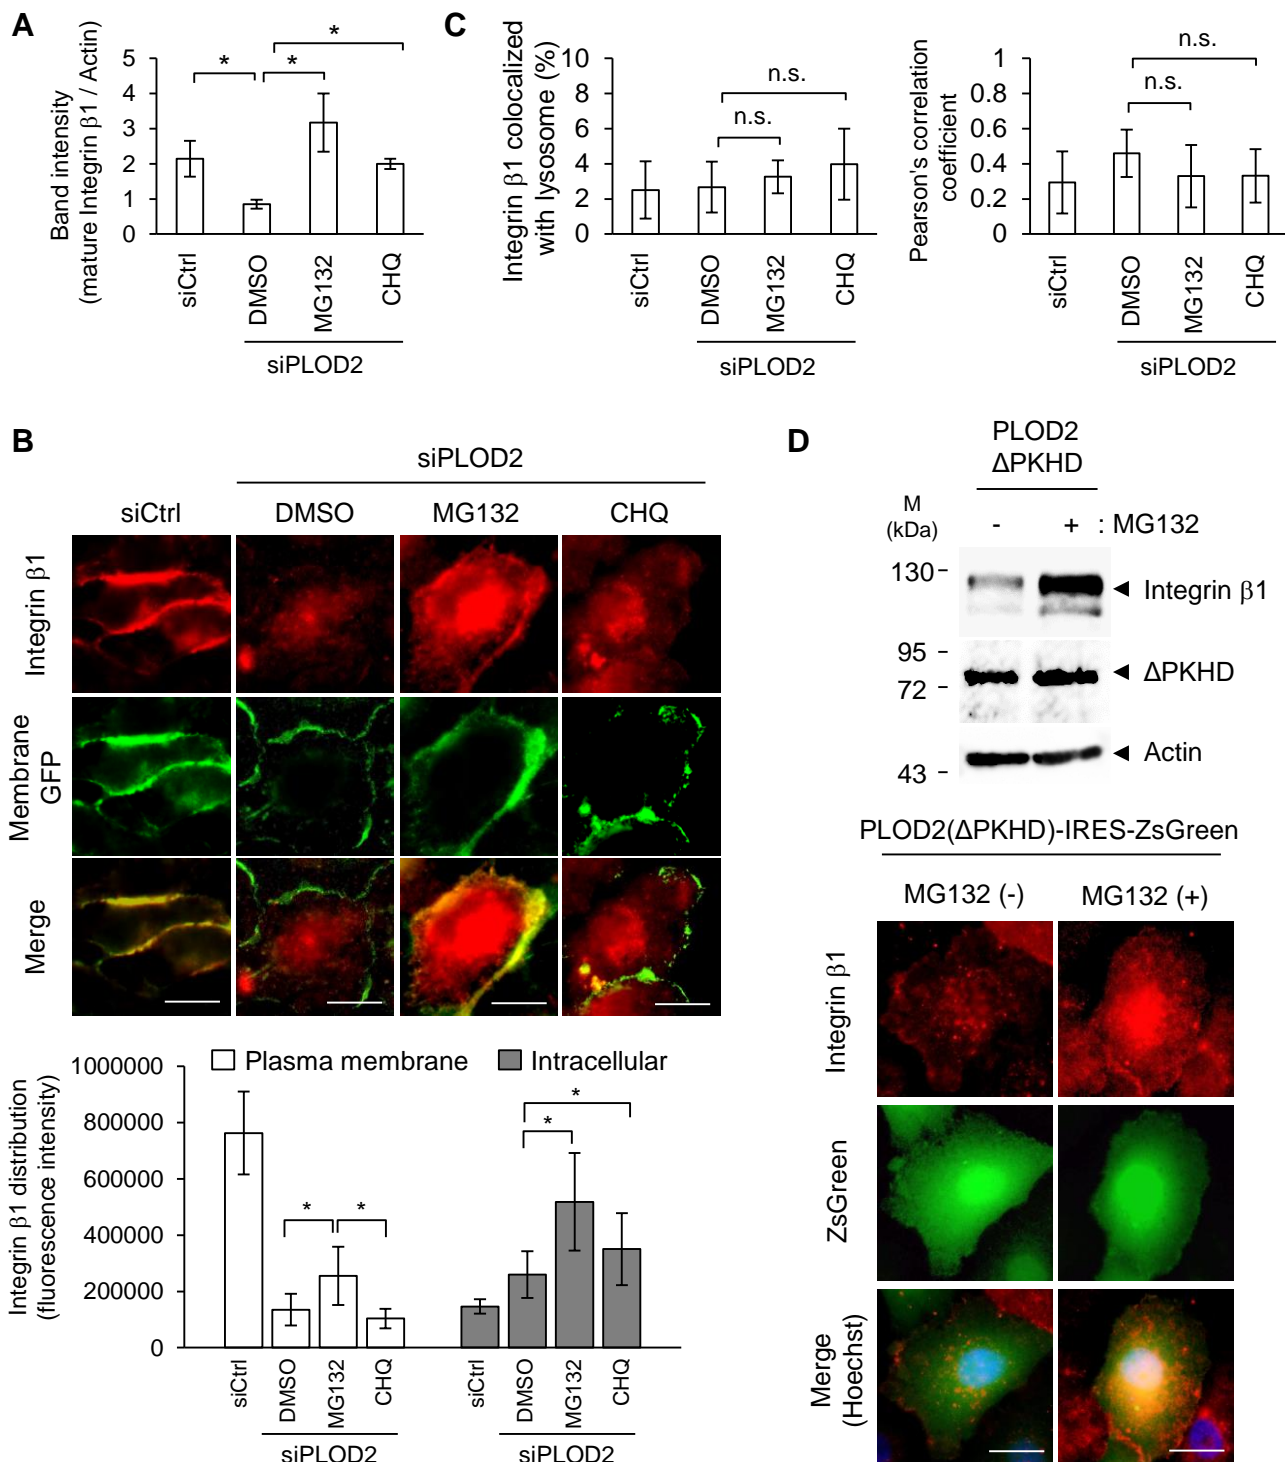 A
Band intensity
(mature Integrin β1 / Actin)
5
4
3
2
1
0
*
*
*
siCtrl
DMSO
MG132
CHQ
siPLOD2
C
Integrin β1 colocalized
with lysosome (%)
10
8
6
4
2
0
n.s.
n.s.
siCtrl
DMSO
MG132
CHQ
siPLOD2
Pearson's correlation
coefficient
1
0.8
0.6
0.4
0.2
0
n.s.
n.s.
siCtrl
DMSO
MG132
CHQ
siPLOD2
B
siPLOD2
siCtrl DMSO MG132 CHQ
Integrin β1
Membrane
GFP
Merge
Integrin β1 distribution
(fluorescence intensity)
Plasma membrane Intracellular
1000000
800000
600000
400000
200000
0
*
*
*
*
siCtrl
DMSO
MG132
CHQ
siPLOD2
siCtrl
DMSO
MG132
CHQ
siPLOD2
D
PLOD2
ΔPKHD
M
(kDa)
- + : MG132
130
Integrin β1
95
72
ΔPKHD
43
Actin
PLOD2(ΔPKHD)-IRES-ZsGreen
MG132 (-) MG132 (+)
Integrin β1
ZsGreen
Merge
(Hoechst)